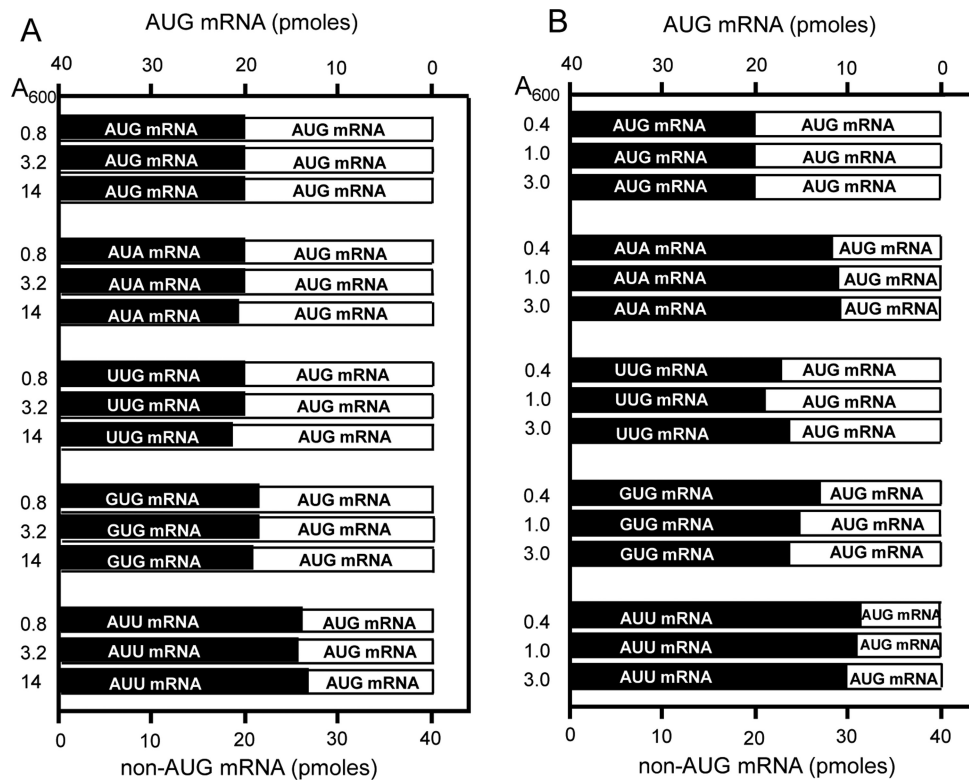 A
AUG mRNA (pmoles)
40 30 20 10 0
A600
0.8 AUG mRNA AUG mRNA
3.2 AUG mRNA AUG mRNA
14 AUG mRNA AUG mRNA
0.8 AUA mRNA AUG mRNA
3.2 AUA mRNA AUG mRNA
14 AUA mRNA AUG mRNA
0.8 UUG mRNA AUG mRNA
3.2 UUG mRNA AUG mRNA
14 UUG mRNA AUG mRNA
0.8 GUG mRNA AUG mRNA
3.2 GUG mRNA AUG mRNA
14 GUG mRNA AUG mRNA
0.8 AUU mRNA AUG mRNA
3.2 AUU mRNA AUG mRNA
14 AUU mRNA AUG mRNA
0 10 20 30 40
non-AUG mRNA (pmoles)
B
AUG mRNA (pmoles)
40 30 20 10 0
A600
0.4 AUG mRNA AUG mRNA
1.0 AUG mRNA AUG mRNA
3.0 AUG mRNA AUG mRNA
0.4 AUA mRNA AUG mRNA
1.0 AUA mRNA AUG mRNA
3.0 AUA mRNA AUG mRNA
0.4 UUG mRNA AUG mRNA
1.0 UUG mRNA AUG mRNA
3.0 UUG mRNA AUG mRNA
0.4 GUG mRNA AUG mRNA
1.0 GUG mRNA AUG mRNA
3.0 GUG mRNA AUG mRNA
0.4 AUU mRNA AUG mRNA
1.0 AUU mRNA AUG mRNA
3.0 AUU mRNA AUG mRNA
0 10 20 30 40
non-AUG mRNA (pmoles)